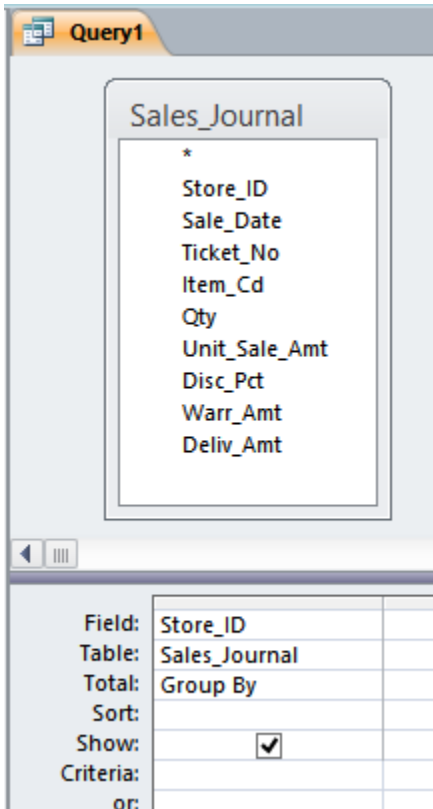 Query1
Sales_Journal
*
Store_ID
Sale_Date
Ticket_No
Item_Cd
Qty
Unit_Sale_Amt
Disc_Pct
Warr_Amt
Deliv_Amt
Field: Store_ID
Table: Sales_Journal
Total: Group By
Sort:
Show:
Criteria:
or: